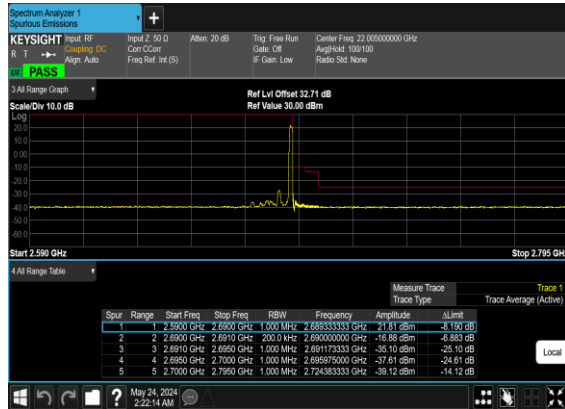 Spectrum Analyzer 1
Spurious Emissions
+
KEYSIGHT Input: RF Input Z: 50 Ω Atten: 20 dB Trig: Free Run Center Freq: 22.005000000 GHz
R T Coupling: DC Corr CCorr Gate: Off Avg|Hold: 100/100
Align: Auto Freq Ref: Int (S) IF Gain: Low Radio Std: None
PASS
3 All Range Graph
Ref Lvl Offset 32.71 dB
Scale/Div 10.0 dB Ref Value 30.00 dBm
Log
20.0
10.0
0.00
-10.0
-20.0
-30.0
-40.0
-50.0
-60.0
Start 2.590 GHz Stop 2.795 GH
4 All Range Table
Measure Trace Trace 1
Trace Type Trace Average (Active)
Spur Range Start Freq Stop Freq RBW Frequency Amplitude ΔLimit
1 1 2.5900 GHz 2.6900 GHz 1.000 MHz 2.689333333 GHz 21.81 dBm -8.190 dB
2 2 2.6900 GHz 2.6910 GHz 200.0 kHz 2.690000000 GHz -16.88 dBm -6.883 dB
3 3 2.6910 GHz 2.6950 GHz 1.000 MHz 2.691173333 GHz -35.10 dBm -25.10 dB
4 4 2.6950 GHz 2.7000 GHz 1.000 MHz 2.695975000 GHz -37.61 dBm -24.61 dB
5 5 2.7000 GHz 2.7950 GHz 1.000 MHz 2.724383333 GHz -39.12 dBm -14.12 dB
Local
? May 24, 2024
2:22:14 AM